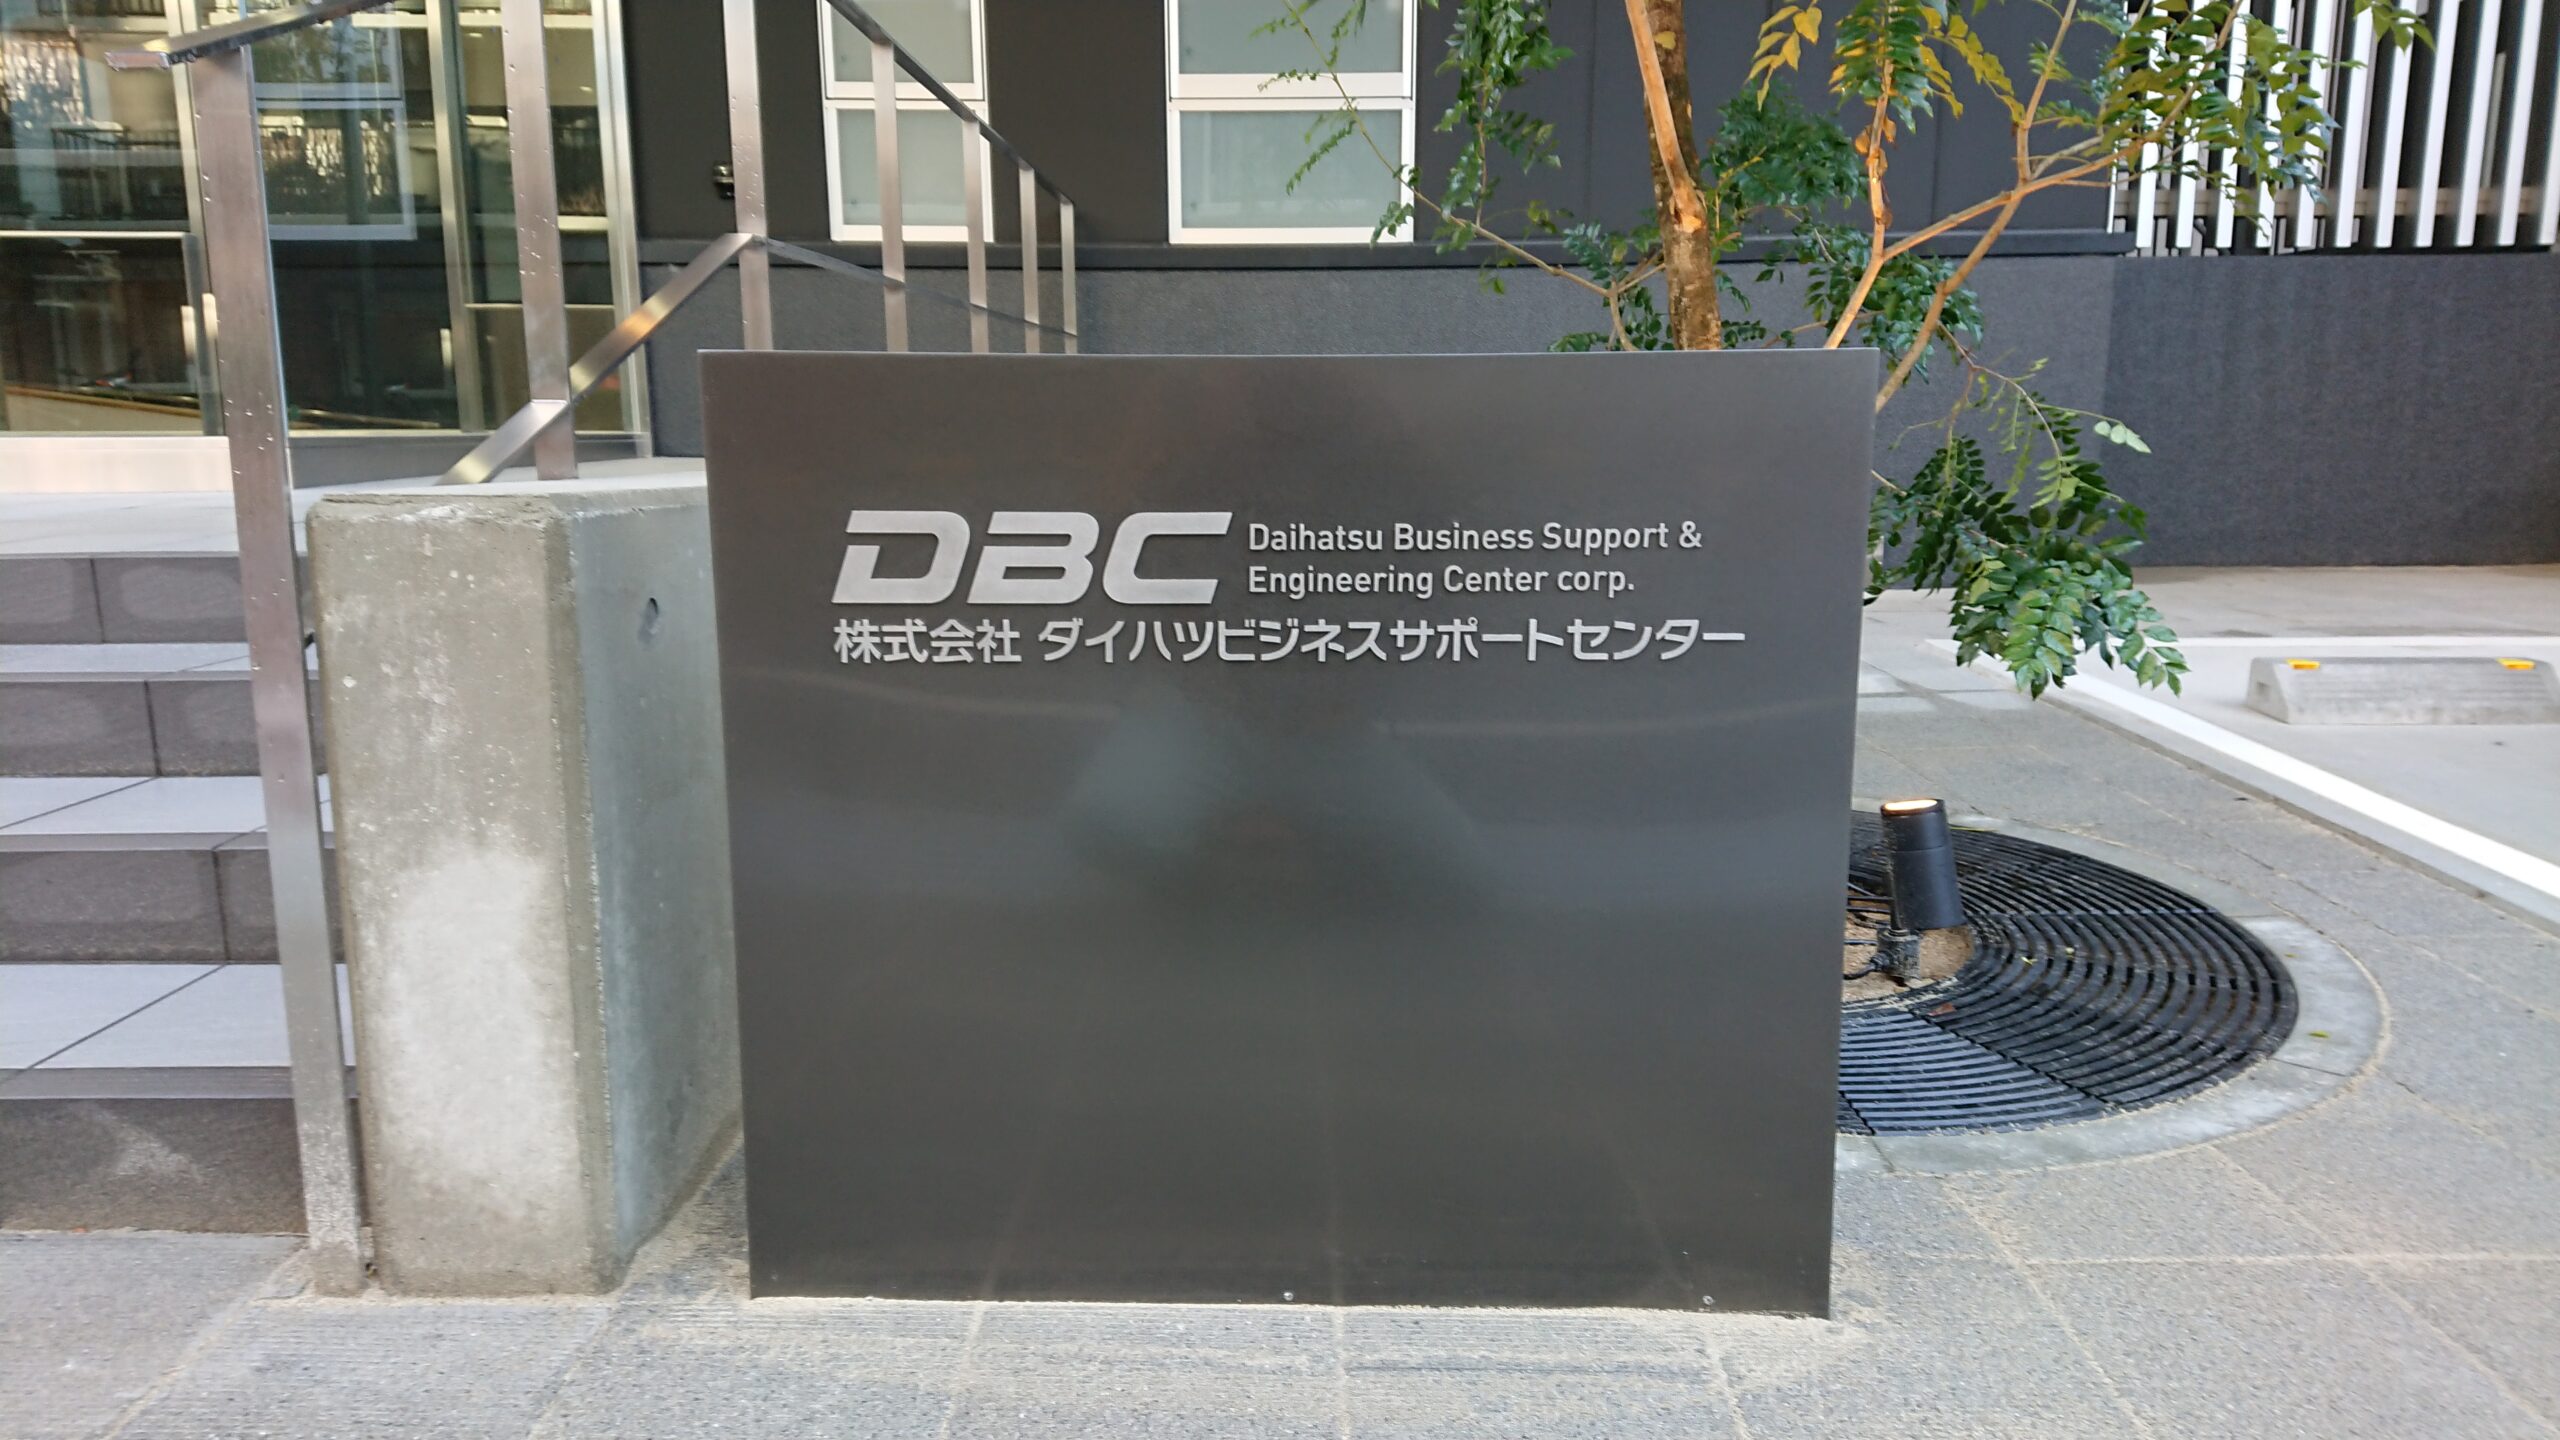 DBC
Daihatsu Business Support &
Engineering Center corp.
株式会社 ダイハツビジネスサポートセンター